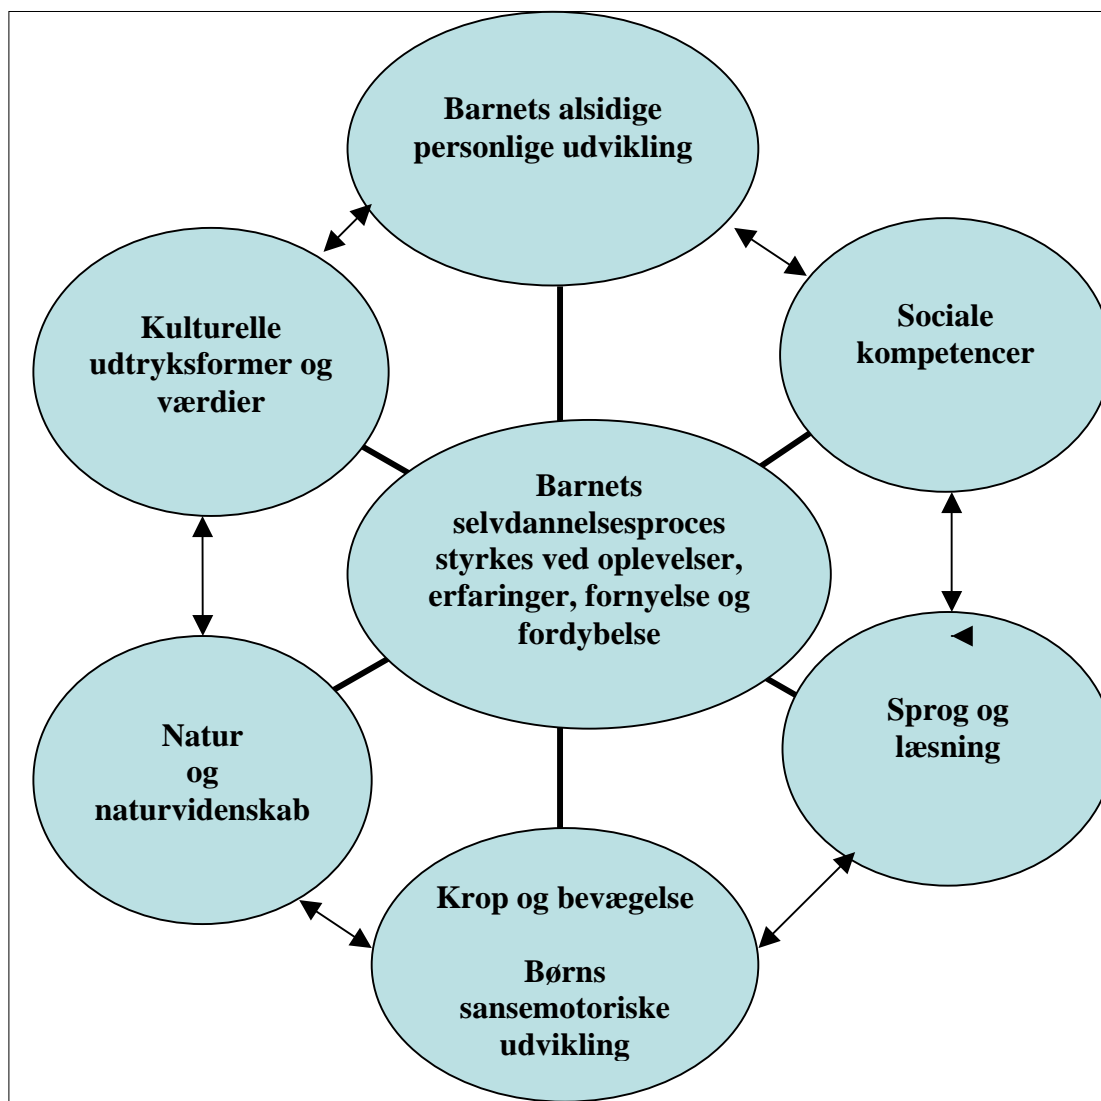 Barnets alsidige
personlige udvikling
Sociale
kompetencer
Kulturelle
udtryksformer og
værdier
Barnets
selvdannelsesproces
styrkes ved oplevelser,
erfaringer, fornyelse og
fordybelse
Sprog og
læsning
Natur
og
naturvidenskab
Krop og bevægelse
Børns
sansemotoriske
udvikling